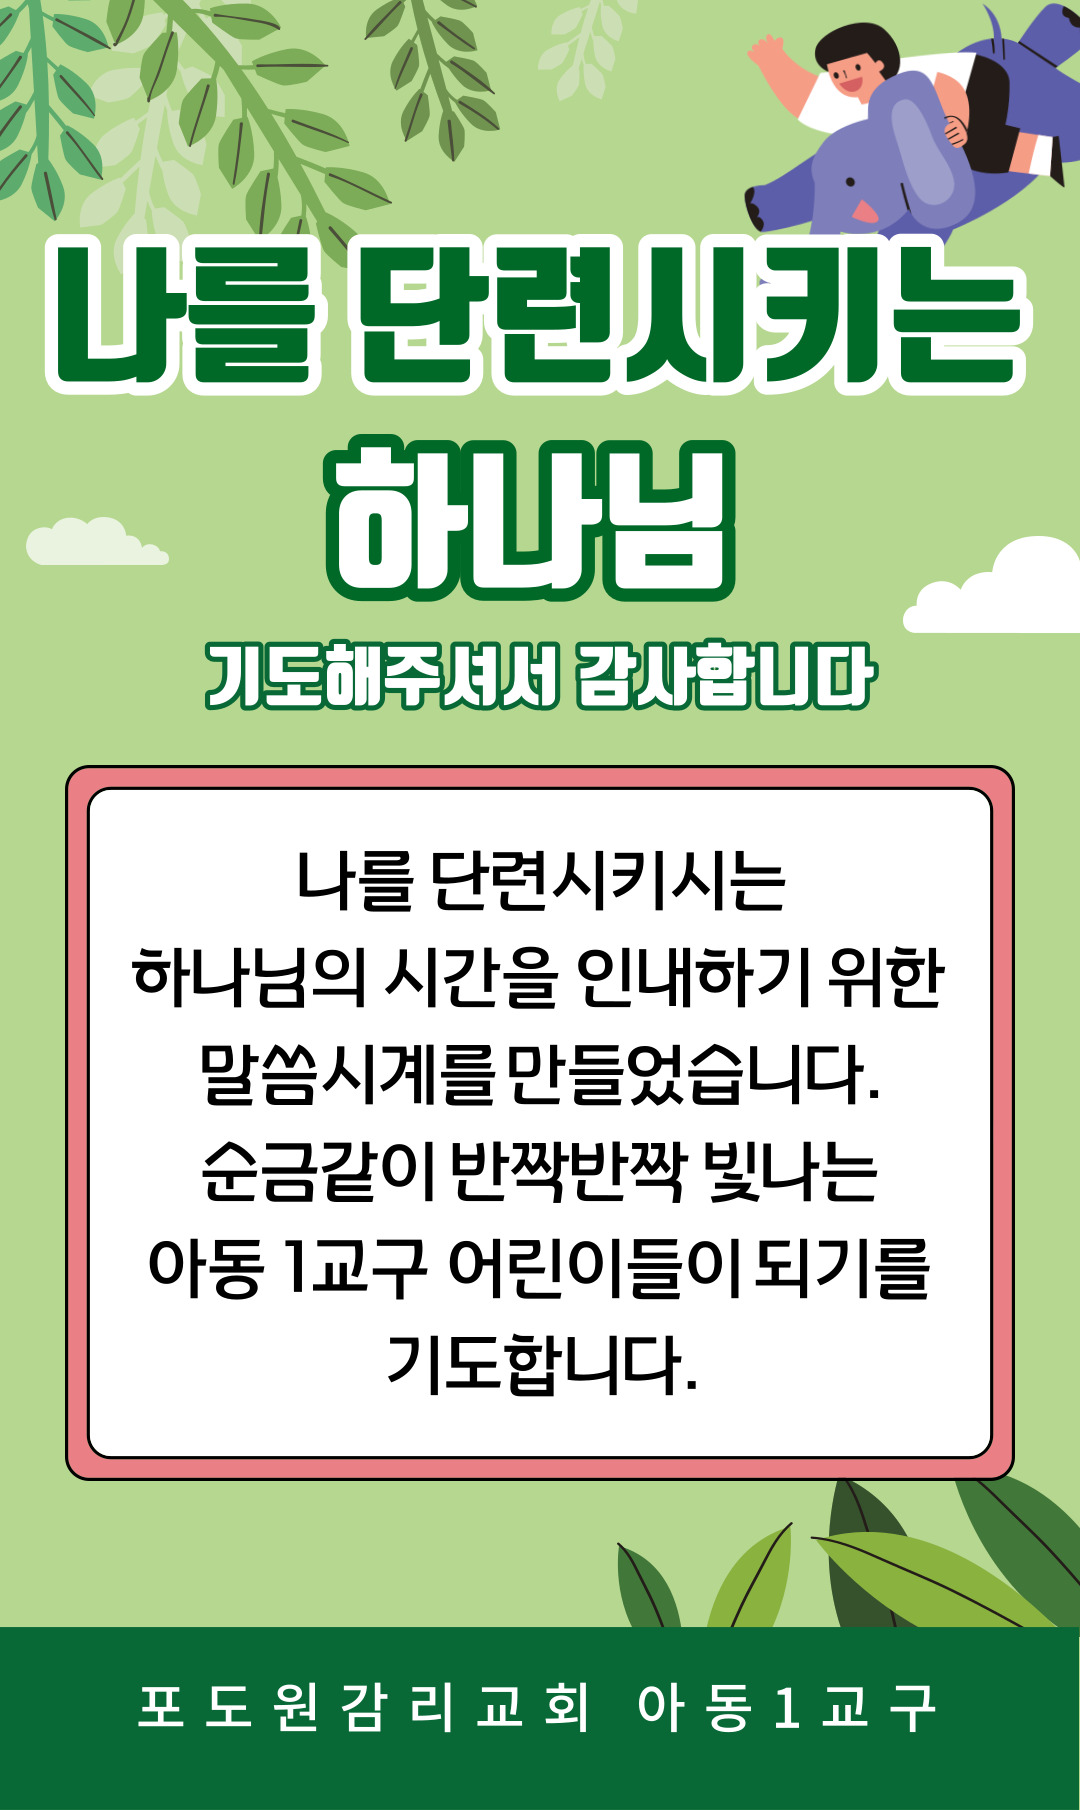 나를 단련시키는
하나님
기도해주셔서 감사합니다
나를 단련시키시는
하나님의 시간을 인내하기 위한
말씀시계를 만들었습니다.
순금같이 반짝반짝 빛나는
아동 1교구 어린이들이 되기를
기도합니다.
포도원감리교회 아동1교구